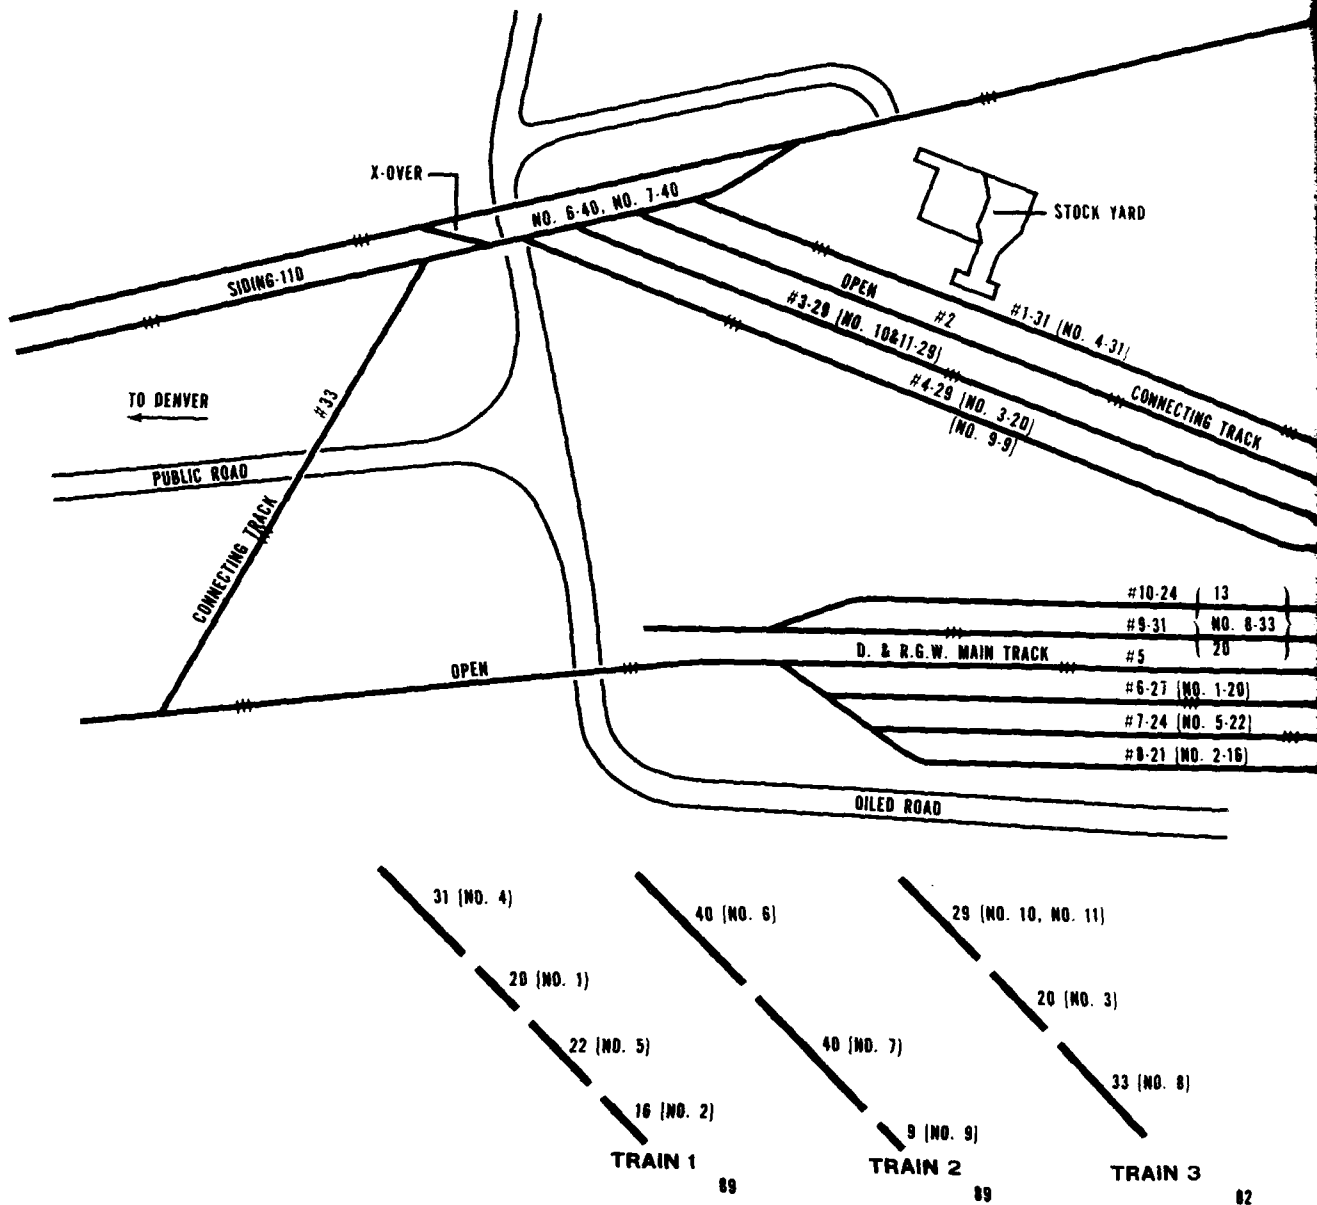 X-OVER
NO. 6-40, NO. 7-40
STOCK YARD
SIDING-110
OPEN
#1-31 (NO. 4-31)
#2
#3-29 (NO. 10&11-29)
#4-29 (NO. 3-20)
(NO. 9-9)
CONNECTING TRACK
TO DENVER
#33
PUBLIC ROAD
CONNECTING TRACK
#10-24 ( 13 )
#9-31 NO. 8-33
#5 ( 20 )
D. & R.G.W. MAIN TRACK
OPEN
#6-27 (NO. 1-20)
#7-24 (NO. 5-22)
#8-21 (NO. 2-16)
OILED ROAD
31 (NO. 4)
20 (NO. 1)
22 (NO. 5)
16 (NO. 2)
TRAIN 1
89
40 (NO. 6)
40 (NO. 7)
9 (NO. 9)
TRAIN 2
89
29 (NO. 10, NO. 11)
20 (NO. 3)
33 (NO. 8)
TRAIN 3
82